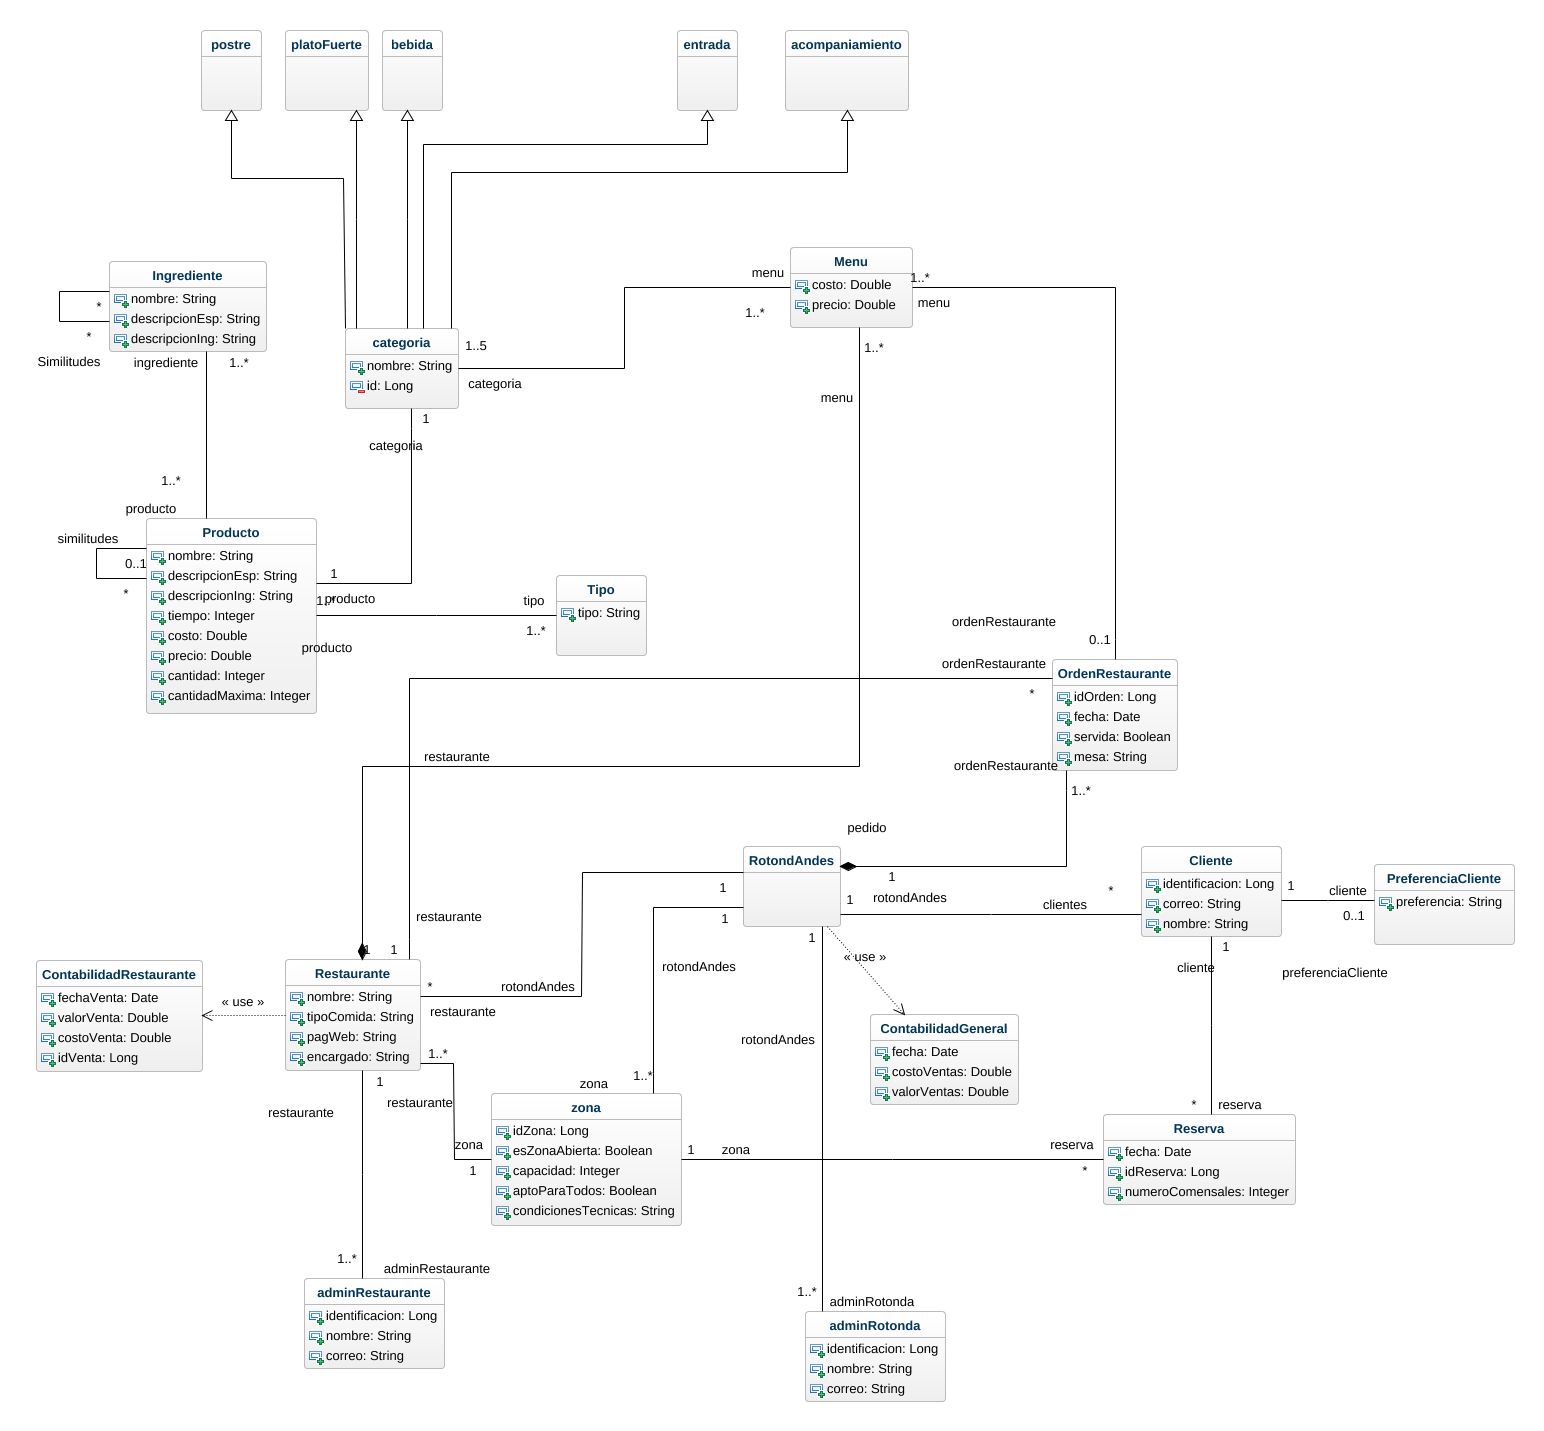 postre
platoFuerte
bebida
entrada
acompaniamiento
Ingrediente
nombre: String
descripcionEsp: String
descripcionIng: String
*
*
Similitudes
ingrediente
1..*
categoria
nombre: String
id: Long
1..5
categoria
1
categoria
Menu
costo: Double
precio: Double
menu
1..*
1..*
menu
1..*
menu
1..*
producto
Producto
nombre: String
descripcionEsp: String
descripcionIng: String
tiempo: Integer
costo: Double
precio: Double
cantidad: Integer
cantidadMaxima: Integer
similitudes
0..1
*
1
producto
1..*
producto
tipo
1..*
Tipo
tipo: String
ordenRestaurante
0..1
ordenRestaurante
*
OrdenRestaurante
idOrden: Long
fecha: Date
servida: Boolean
mesa: String
ordenRestaurante
1..*
restaurante
pedido
1
RotondAndes
1
1
1
rotondAndes
1
clientes
*
Cliente
identificacion: Long
correo: String
nombre: String
1
cliente
0..1
PreferenciaCliente
preferencia: String
preferenciaCliente
1
cliente
restaurante
1
1
ContabilidadRestaurante
fechaVenta: Date
valorVenta: Double
costoVenta: Double
idVenta: Long
« use »
Restaurante
nombre: String
tipoComida: String
pagWeb: String
encargado: String
*
restaurante
rotondAndes
rotondAndes
« use »
rotondAndes
ContabilidadGeneral
fecha: Date
costoVentas: Double
valorVentas: Double
1..*
restaurante
1
restaurante
zona
1
zona
1..*
zona
idZona: Long
esZonaAbierta: Boolean
capacidad: Integer
aptoParaTodos: Boolean
condicionesTecnicas: String
1
zona
reserva
*
*
reserva
Reserva
fecha: Date
idReserva: Long
numeroComensales: Integer
1..*
adminRestaurante
adminRestaurante
identificacion: Long
nombre: String
correo: String
1..*
adminRotonda
adminRotonda
identificacion: Long
nombre: String
correo: String